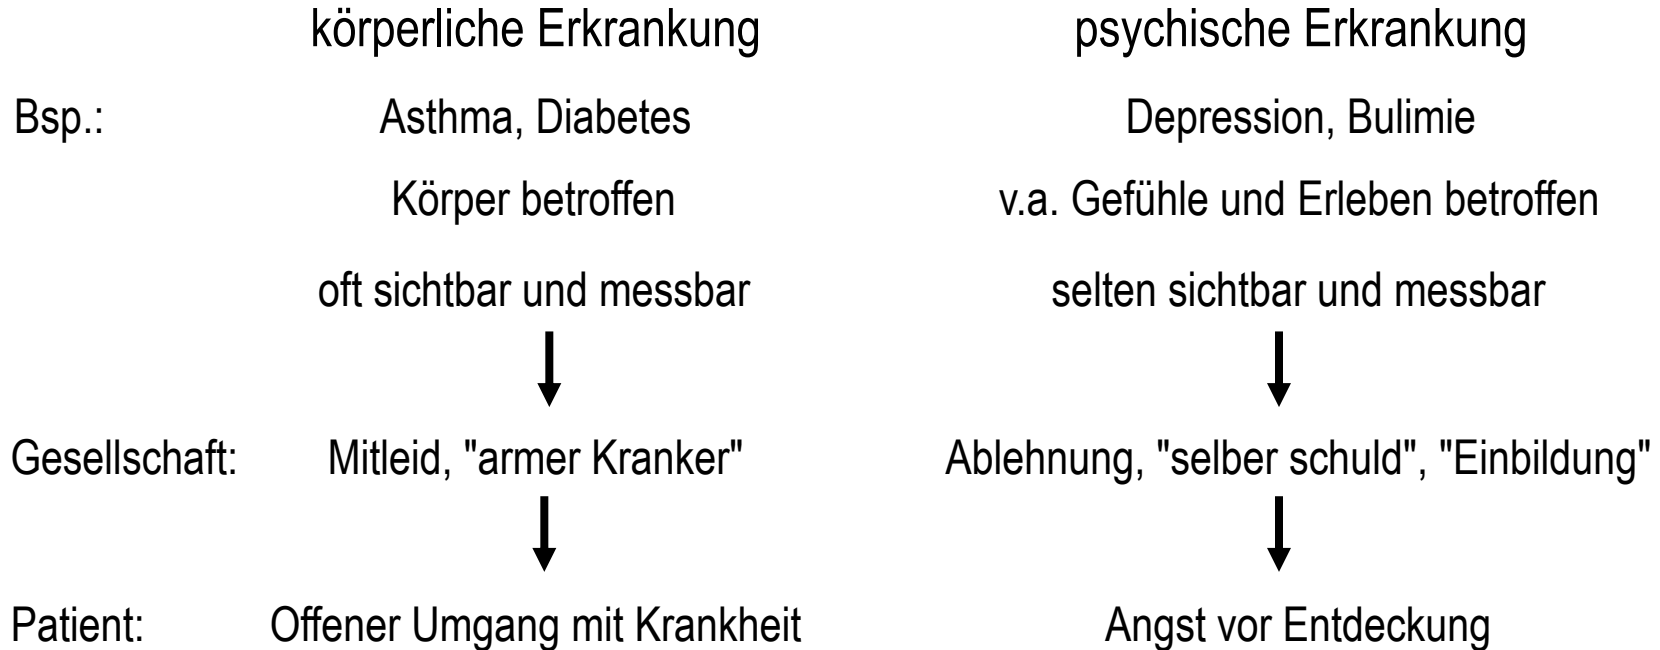 körperliche Erkrankung psychische Erkrankung
Bsp.: Asthma, Diabetes Depression, Bulimie
Körper betroffen v.a. Gefühle und Erleben betroffen
oft sichtbar und messbar selten sichtbar und messbar
Gesellschaft: Mitleid, "armer Kranker" Ablehnung, "selber schuld", "Einbildung"
Patient: Offener Umgang mit Krankheit Angst vor Entdeckung